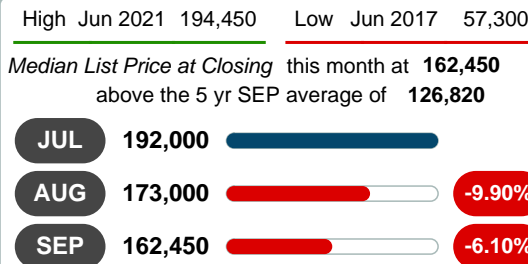 High Jun 2021 194,450 Low Jun 2017 57,300
Median List Price at Closing this month at 162,450
above the 5 yr SEP average of 126,820
JUL 192,000
AUG 173,000 -9.90%
SEP 162,450 -6.10%